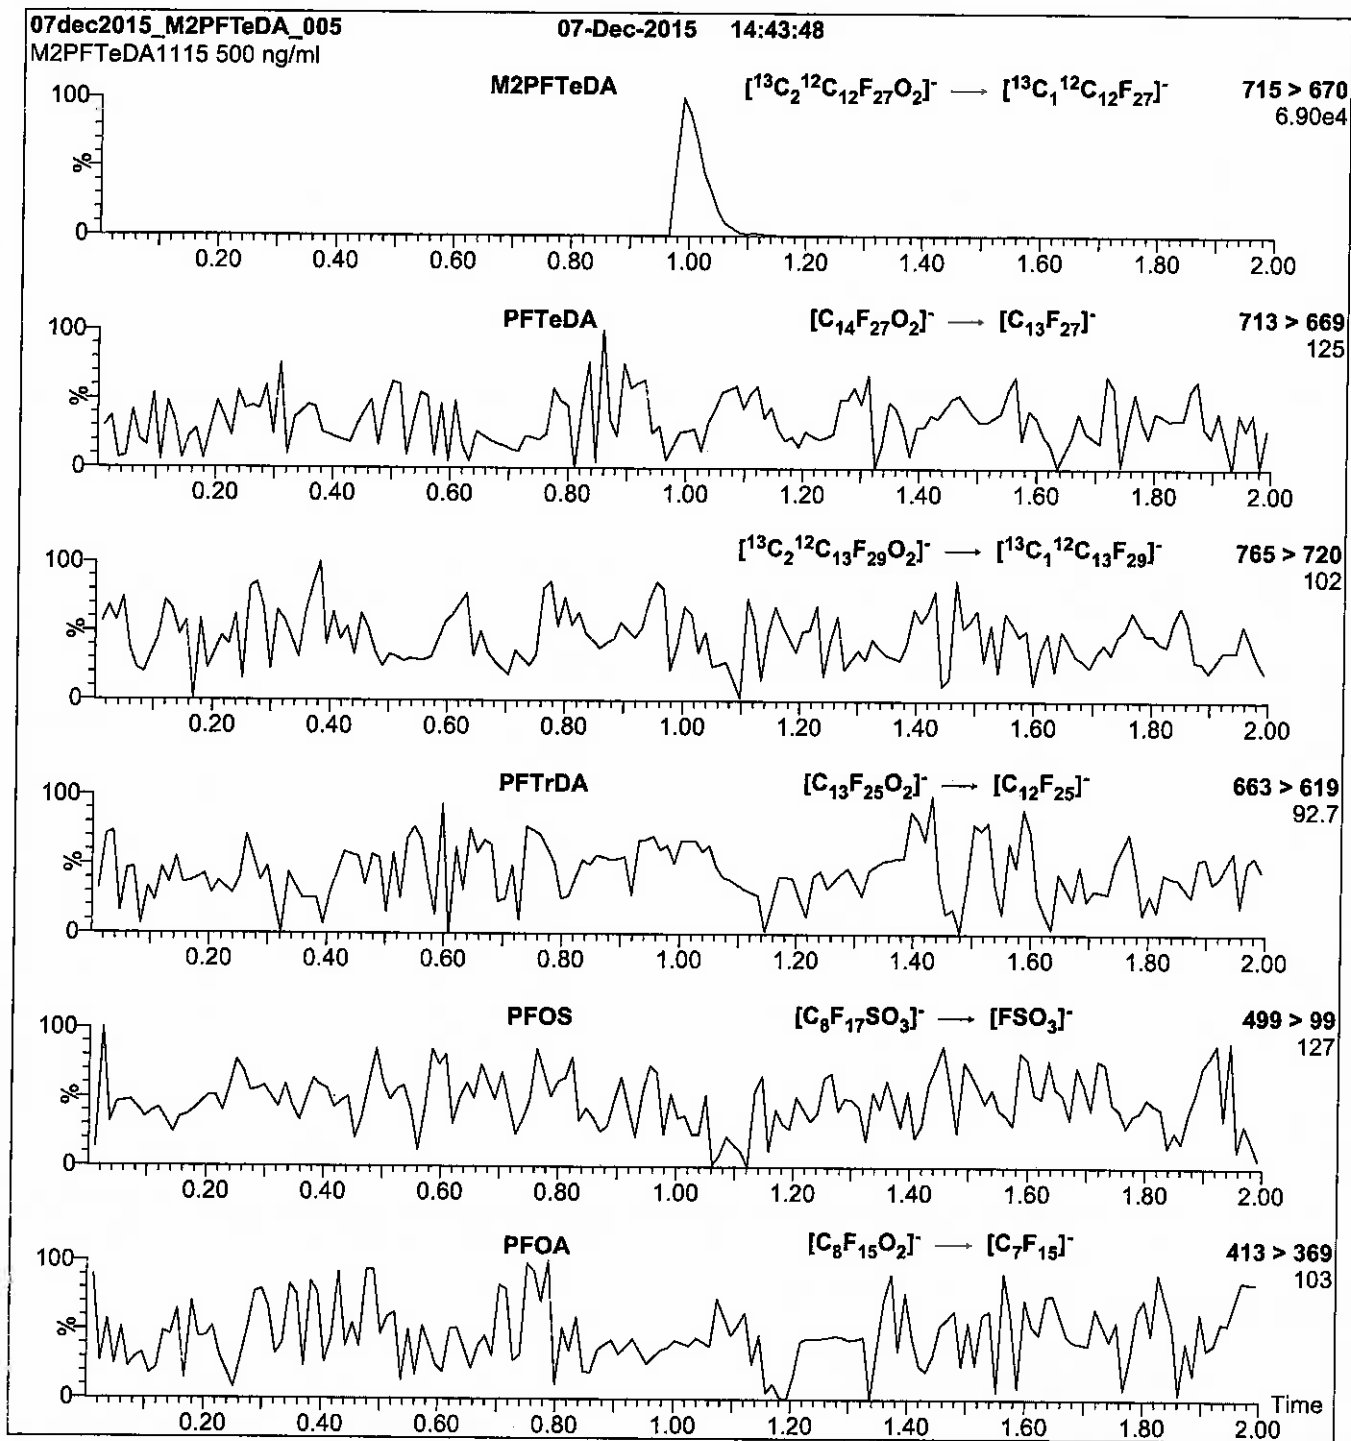 07dec2015_M2PFTeDA_005 07-Dec-2015 14:43:48
M2PFTeDA1115 500 ng/ml
M2PFTeDA [¹³C₂¹²C₁₂F₂₇O₂]⁻ → [¹³C₁¹²C₁₂F₂₇]⁻ 715 > 670
6.90e4
100
%
0
0.20 0.40 0.60 0.80 1.00 1.20 1.40 1.60 1.80 2.00
PFTeDA [C₁₄F₂₇O₂]⁻ → [C₁₃F₂₇]⁻ 713 > 669
125
100
%
0
0.20 0.40 0.60 0.80 1.00 1.20 1.40 1.60 1.80 2.00
[¹³C₂¹²C₁₃F₂₉O₂]⁻ → [¹³C₁¹²C₁₃F₂₉]⁻ 765 > 720
102
100
%
0
0.20 0.40 0.60 0.80 1.00 1.20 1.40 1.60 1.80 2.00
PFTrDA [C₁₃F₂₅O₂]⁻ → [C₁₂F₂₅]⁻ 663 > 619
92.7
100
%
0
0.20 0.40 0.60 0.80 1.00 1.20 1.40 1.60 1.80 2.00
PFOS [C₈F₁₇SO₃]⁻ → [FSO₃]⁻ 499 > 99
127
100
%
0
0.20 0.40 0.60 0.80 1.00 1.20 1.40 1.60 1.80 2.00
PFOA [C₈F₁₅O₂]⁻ → [C₇F₁₅]⁻ 413 > 369
103
100
%
0
Time
0.20 0.40 0.60 0.80 1.00 1.20 1.40 1.60 1.80 2.00